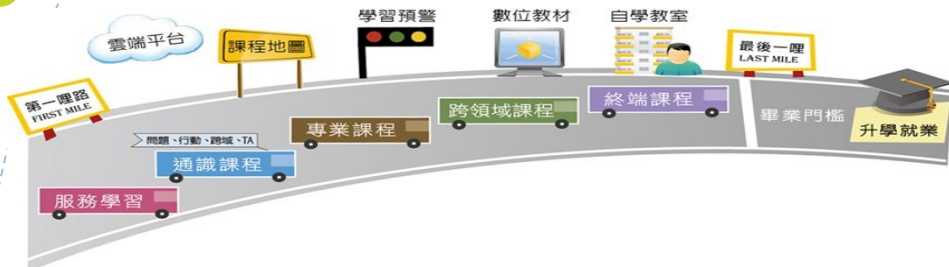 學習預警
數位教材
自學教室
雲端平台
課程地圖
最後一哩
LAST MILE
第一哩路
FIRST MILE
問題、行動、跨域、TA
服務學習
通識課程
專業課程
跨領域課程
終端課程
畢業門檻
升學就業